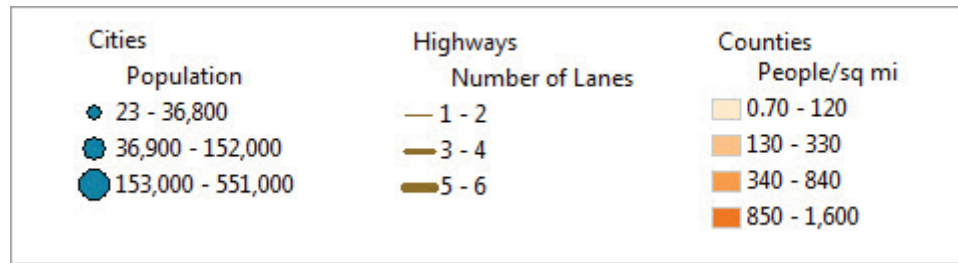 Cities
Population
23 - 36,800
36,900 - 152,000
153,000 - 551,000
Highways
Number of Lanes
1 - 2
3 - 4
5 - 6
Counties
People/sq mi
0.70 - 120
130 - 330
340 - 840
850 - 1,600